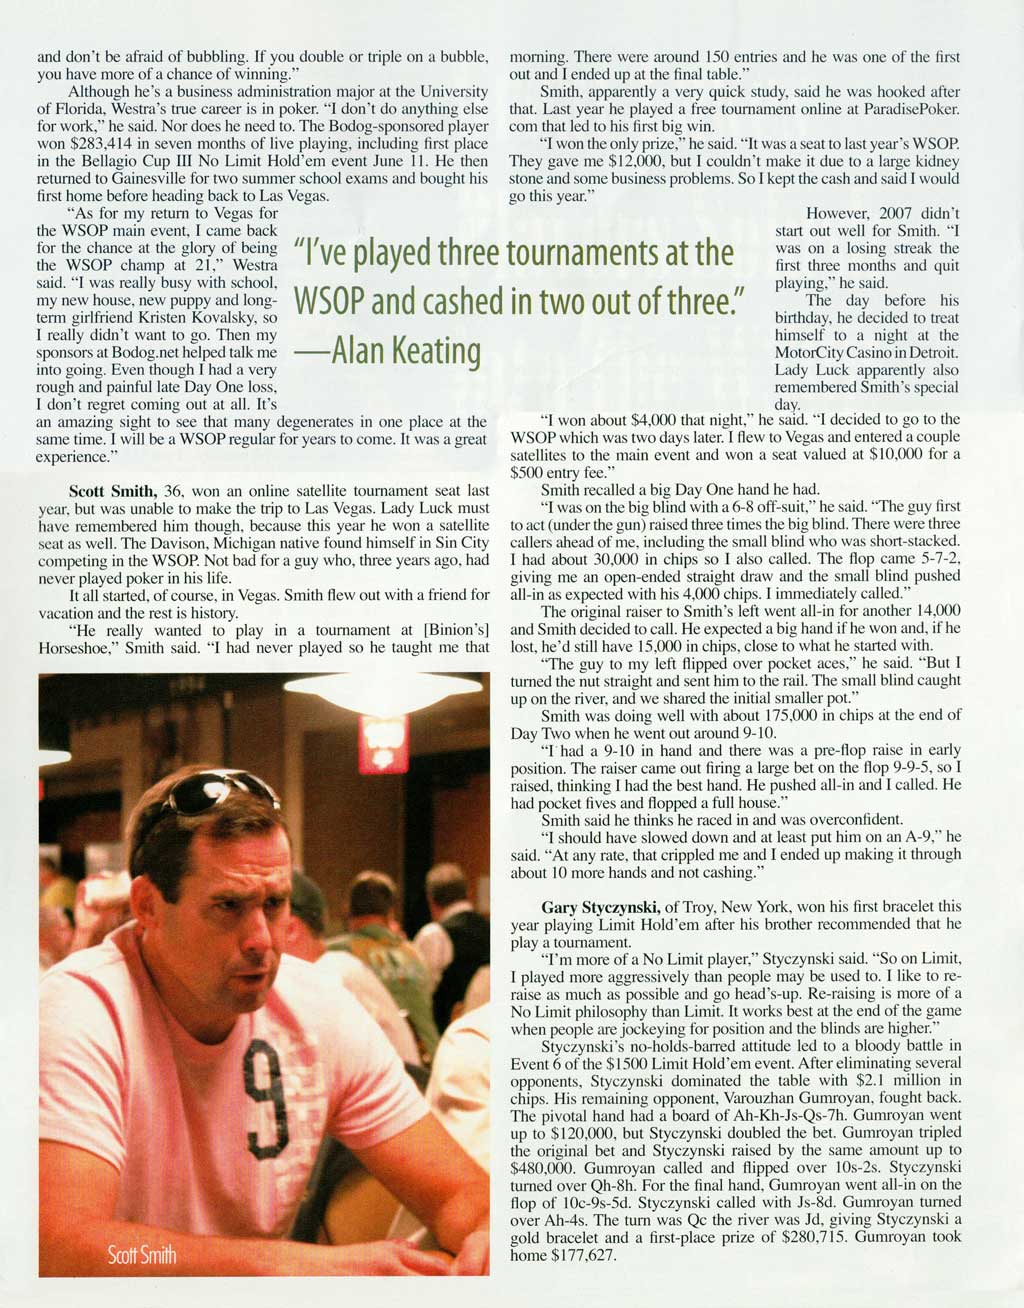 and don't be afraid of bubbling. If you double or triple on a bubble,
you have more of a chance of winning."
Although he's a business administration major at the University
of Florida, Westra's true career is in poker. "I don't do anything else
for work," he said. Nor does he need to. The Bodog-sponsored player
won $283,414 in seven months of live playing, including first place
in the Bellagio Cup III No Limit Hold'em event June 11. He then
returned to Gainesville for two summer school exams and bought his
first home before heading back to Las Vegas.
"As for my return to Vegas for
the WSOP main event, I came back
for the chance at the glory of being
the WSOP champ at 21," Westra
said. "I was really busy with school,
my new house, new puppy and long-
term girlfriend Kristen Kovalsky, so
I really didn't want to go. Then my
sponsors at Bodog.net helped talk me
into going. Even though I had a very
rough and painful late Day One loss,
I don't regret coming out at all. It's
an amazing sight to see that many degenerates in one place at the
same time. I will be a WSOP regular for years to come. It was a great
experience."
Scott Smith, 36, won an online satellite tournament seat last
year, but was unable to make the trip to Las Vegas. Lady Luck must
have remembered him though, because this year he won a satellite
seat as well. The Davison, Michigan native found himself in Sin City
competing in the WSOP. Not bad for a guy who, three years ago, had
never played poker in his life.
It all started, of course, in Vegas. Smith flew out with a friend for
vacation and the rest is history.
"He really wanted to play in a tournament at [Binion's]
Horseshoe," Smith said. "I had never played so he taught me that
9
Scott Smith
"I've played three tournaments at the
WSOP and cashed in two out of three."
—Alan Keating
morning. There were around 150 entries and he was one of the first
out and I ended up at the final table."
Smith, apparently a very quick study, said he was hooked after
that. Last year he played a free tournament online at ParadisePoker.
com that led to his first big win.
"I won the only prize," he said. "It was a seat to last year's WSOP.
They gave me $12,000, but I couldn't make it due to a large kidney
stone and some business problems. So I kept the cash and said I would
go this year."
However, 2007 didn't
start out well for Smith. "I
was on a losing streak the
first three months and quit
playing," he said.
The day before his
birthday, he decided to treat
himself to a night at the
MotorCity Casino in Detroit.
Lady Luck apparently also
remembered Smith's special
day.
"I won about $4,000 that night," he said. "I decided to go to the
WSOP which was two days later. I flew to Vegas and entered a couple
satellites to the main event and won a seat valued at $10,000 for a
$500 entry fee."
Smith recalled a big Day One hand he had.
"I was on the big blind with a 6-8 off-suit," he said. "The guy first
to act (under the gun) raised three times the big blind. There were three
callers ahead of me, including the small blind who was short-stacked.
I had about 30,000 in chips so I also called. The flop came 5-7-2,
giving me an open-ended straight draw and the small blind pushed
all-in as expected with his 4,000 chips. I immediately called."
The original raiser to Smith's left went all-in for another 14,000
and Smith decided to call. He expected a big hand if he won and, if he
lost, he'd still have 15,000 in chips, close to what he started with.
"The guy to my left flipped over pocket aces," he said. "But I
turned the nut straight and sent him to the rail. The small blind caught
up on the river, and we shared the initial smaller pot."
Smith was doing well with about 175,000 in chips at the end of
Day Two when he went out around 9-10.
"I had a 9-10 in hand and there was a pre-flop raise in early
position. The raiser came out firing a large bet on the flop 9-9-5, so I
raised, thinking I had the best hand. He pushed all-in and I called. He
had pocket fives and flopped a full house."
Smith said he thinks he raced in and was overconfident.
"I should have slowed down and at least put him on an A-9," he
said. "At any rate, that crippled me and I ended up making it through
about 10 more hands and not cashing."
Gary Styczynski, of Troy, New York, won his first bracelet this
year playing Limit Hold'em after his brother recommended that he
play a tournament.
"I'm more of a No Limit player," Styczynski said. "So on Limit,
I played more aggressively than people may be used to. I like to re-
raise as much as possible and go head's-up. Re-raising is more of a
No Limit philosophy than Limit. It works best at the end of the game
when people are jockeying for position and the blinds are higher."
Styczynski's no-holds-barred attitude led to a bloody battle in
Event 6 of the $1500 Limit Hold'em event. After eliminating several
opponents, Styczynski dominated the table with $2.1 million in
chips. His remaining opponent, Varouzhan Gumroyan, fought back.
The pivotal hand had a board of Ah-Kh-Js-Qs-7h. Gumroyan went
up to $120,000, but Styczynski doubled the bet. Gumroyan tripled
the original bet and Styczynski raised by the same amount up to
$480,000. Gumroyan called and flipped over 10s-2s. Styczynski
turned over Qh-8h. For the final hand, Gumroyan went all-in on the
flop of 10c-9s-5d. Styczynski called with Js-8d. Gumroyan turned
over Ah-4s. The turn was Qc the river was Jd, giving Styczynski a
gold bracelet and a first-place prize of $280,715. Gumroyan took
home $177,627.